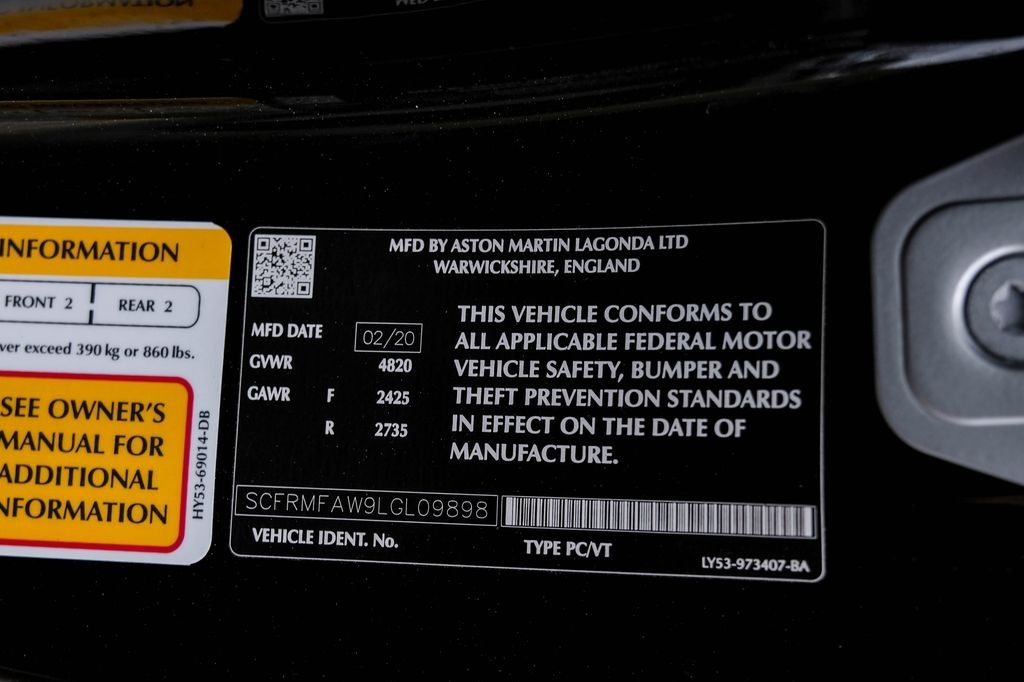 INFORMATION
FRONT 2 REAR 2
ver exceed 390 kg or 860 lbs.
SEE OWNER'S
MANUAL FOR
ADDITIONAL
NFORMATION
HY53-69014-DB
MFD BY ASTON MARTIN LAGONDA LTD
WARWICKSHIRE, ENGLAND
MFD DATE 02/20
GVWR 4820
GAWR F 2425
R 2735
THIS VEHICLE CONFORMS TO
ALL APPLICABLE FEDERAL MOTOR
VEHICLE SAFETY, BUMPER AND
THEFT PREVENTION STANDARDS
IN EFFECT ON THE DATE OF
MANUFACTURE.
SCFRMFAW9LGL09898
VEHICLE IDENT. No.
TYPE PC/VT
LY53-973407-BA